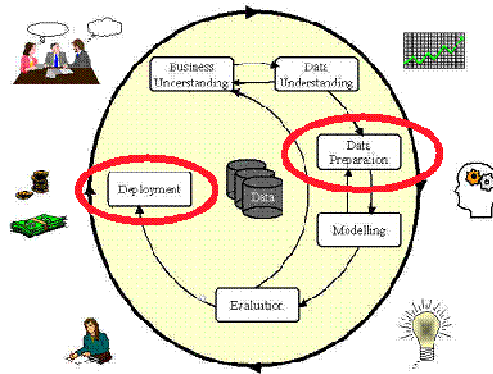 Business
Understanding
Data
Understanding
Data
Preparation
Deployment
Data
Modelling
Evaluation